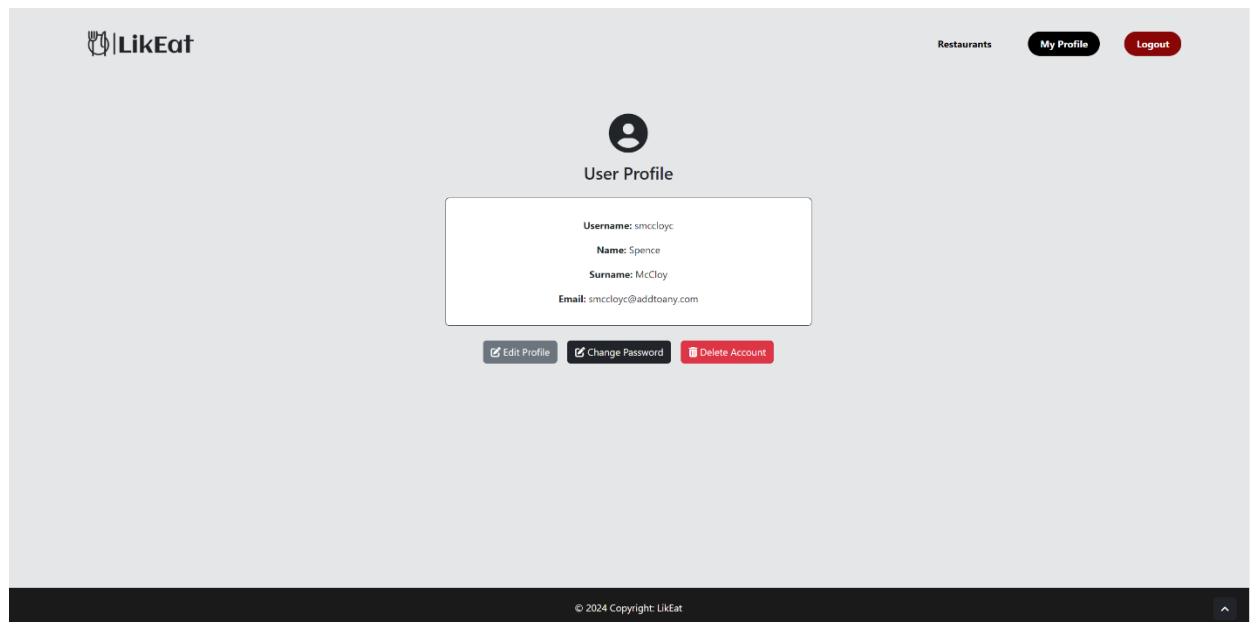 LikEat
Restaurants
My Profile
Logout
User Profile
Username: smccloyc
Name: Spence
Surname: McCloy
Email: smccloyc@addtoany.com
Edit Profile
Change Password
Delete Account
© 2024 Copyright: LikEat